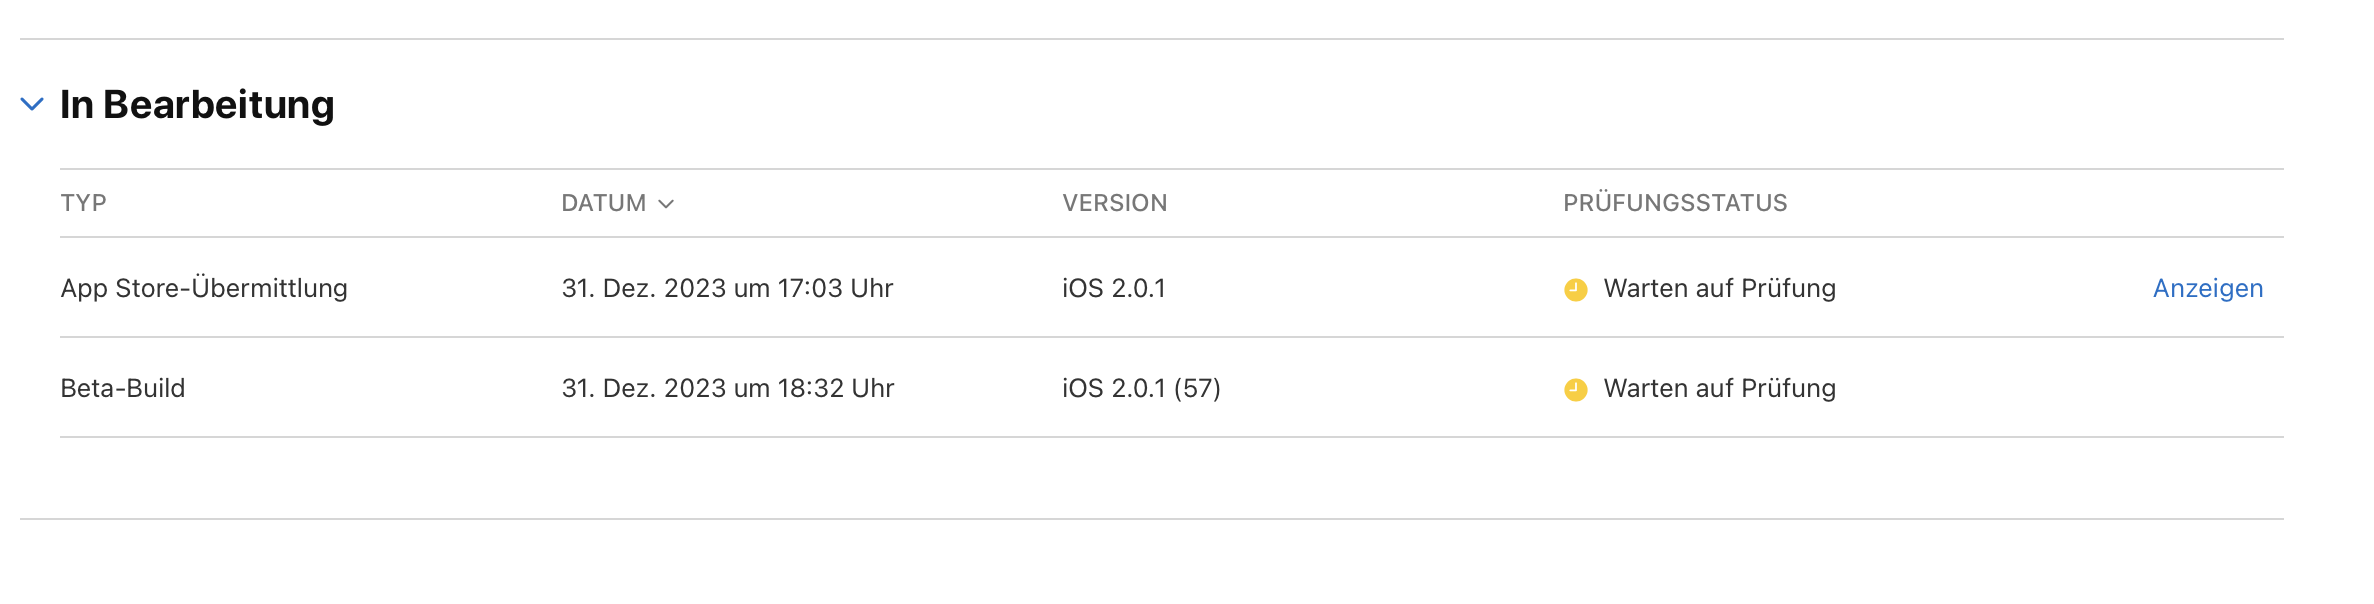 In Bearbeitung
TYP DATUM VERSION PRÜFUNGSSTATUS
App Store-Übermittlung 31. Dez. 2023 um 17:03 Uhr iOS 2.0.1 Warten auf Prüfung Anzeigen
Beta-Build 31. Dez. 2023 um 18:32 Uhr iOS 2.0.1 (57) Warten auf Prüfung